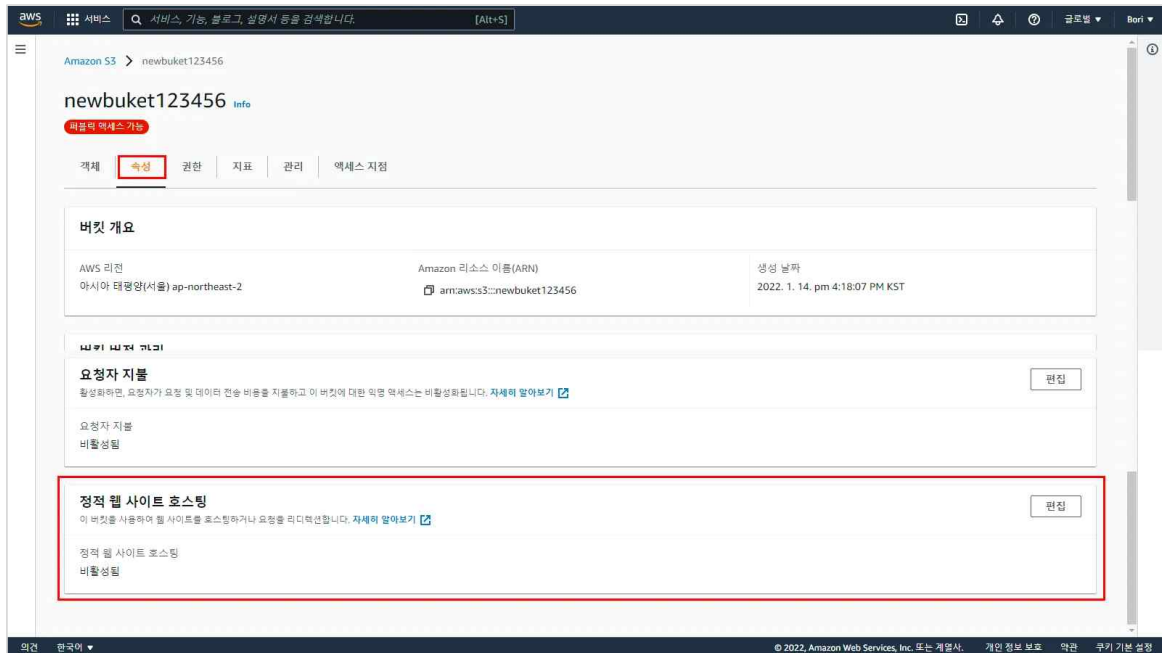 aws 서비스 서비스, 기능, 블로그, 설명서 등을 검색합니다. [Alt+S] 글로벌 ▼ Bori ▼
Amazon S3 > newbuket123456
newbuket123456 Info
퍼블릭 액세스 가능
객체 속성 권한 지표 관리 액세스 지점
버킷 개요
AWS 리전 Amazon 리소스 이름(ARN) 생성 날짜
아시아 태평양(서울) ap-northeast-2 arn:aws:s3:::newbuket123456 2022. 1. 14. pm 4:18:07 PM KST
버킷 버전 관리
요청자 지불 편집
활성화하면, 요청자가 요청 및 데이터 전송 비용을 지불하고 이 버킷에 대한 익명 액세스는 비활성화됩니다. 자세히 알아보기
요청자 지불
비활성됨
정적 웹 사이트 호스팅 편집
이 버킷을 사용하여 웹 사이트를 호스팅하거나 요청을 리디렉션합니다. 자세히 알아보기
정적 웹 사이트 호스팅
비활성됨
의견 한국어 ▼ © 2022, Amazon Web Services, Inc. 또는 계열사. 개인 정보 보호 약관 쿠키 기본 설정